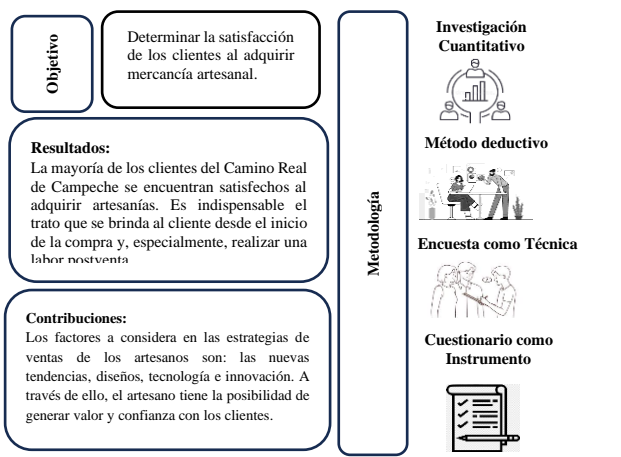 Objetivo
Determinar la satisfacción
de los clientes al adquirir
mercancía artesanal.
Resultados:
La mayoría de los clientes del Camino Real
de Campeche se encuentran satisfechos al
adquirir artesanías. Es indispensable el
trato que se brinda al cliente desde el inicio
de la compra y, especialmente, realizar una
labor postventa
Contribuciones:
Los factores a considera en las estrategias de
ventas de los artesanos son: las nuevas
tendencias, diseños, tecnología e innovación. A
través de ello, el artesano tiene la posibilidad de
generar valor y confianza con los clientes.
Metodología
Investigación
Cuantitativo
Método deductivo
Encuesta como Técnica
Cuestionario como
Instrumento